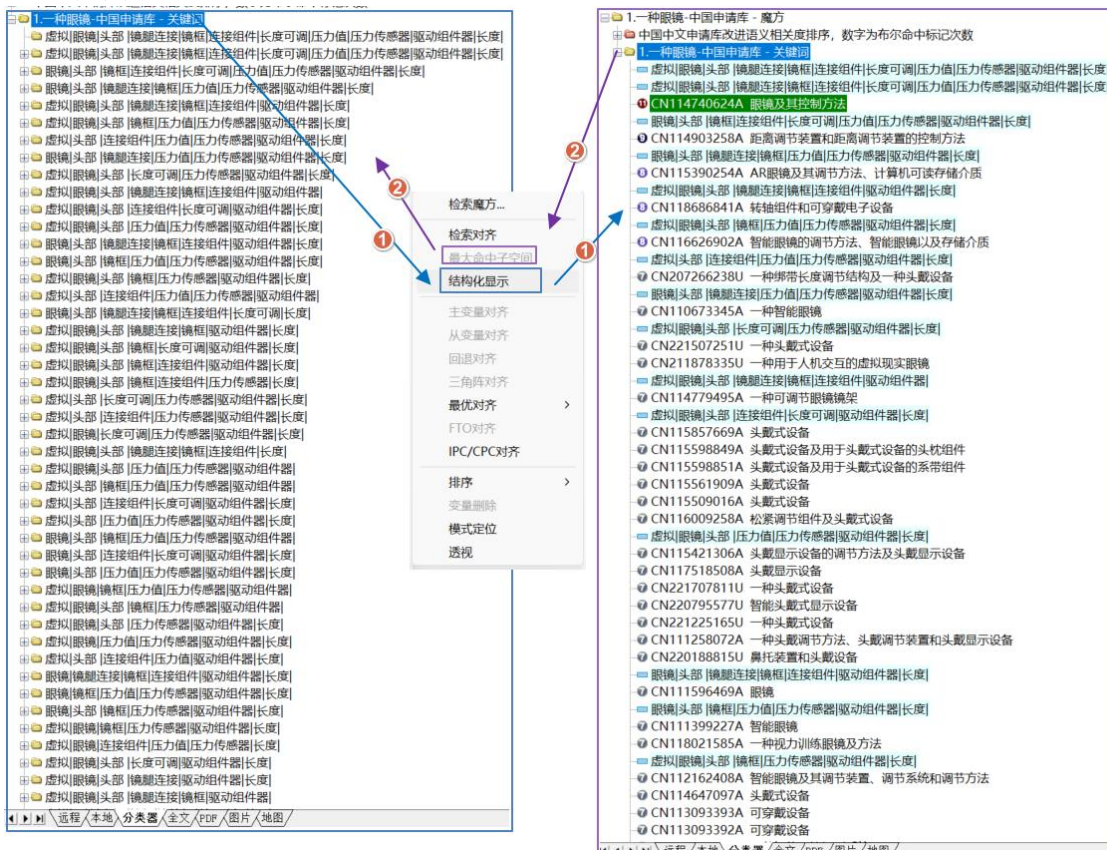 1.一种眼镜-中国申请库 - 关键词
虚拟|眼镜|头部 |镜腿连接|镜框|连接组件|长度可调|压力值|压力传感器|驱动组件器|长度|
虚拟|眼镜|头部 |镜腿连接|镜框|连接组件|长度可调|压力值|压力传感器|驱动组件器|长度|
眼镜|头部 |镜框|连接组件|长度可调|压力值|压力传感器|驱动组件器|长度|
眼镜|头部 |镜腿连接|镜框|压力值|压力传感器|驱动组件器|长度|
虚拟|眼镜|头部 |镜腿连接|镜框|连接组件|驱动组件器|长度|
虚拟|眼镜|头部 |镜框|压力值|压力传感器|驱动组件器|长度|
虚拟|头部 |连接组件|压力值|压力传感器|驱动组件器|长度|
眼镜|头部 |镜腿连接|压力值|压力传感器|驱动组件器|长度|
虚拟|眼镜|头部 |长度可调|压力传感器|驱动组件器|长度|
虚拟|眼镜|头部 |镜腿连接|镜框|连接组件|驱动组件器|
虚拟|眼镜|头部 |连接组件|长度可调|驱动组件器|长度|
虚拟|眼镜|头部 |压力值|压力传感器|驱动组件器|长度|
眼镜|头部 |镜腿连接|镜框|连接组件|驱动组件器|长度|
眼镜|头部 |镜框|压力值|压力传感器|驱动组件器|长度|
虚拟|眼镜|头部 |镜框|压力传感器|驱动组件器|长度|
虚拟|眼镜|头部 |连接组件|压力值|压力传感器|驱动组件器|
眼镜|头部 |镜腿连接|镜框|连接组件|长度可调|长度|
虚拟|眼镜|头部 |镜腿连接|镜框|驱动组件器|长度|
虚拟|眼镜|头部 |镜框|长度可调|驱动组件器|长度|
虚拟|眼镜|头部 |镜框|连接组件|驱动组件器|长度|
虚拟|眼镜|头部 |镜框|连接组件|压力传感器|长度|
虚拟|头部 |长度可调|压力传感器|驱动组件器|长度|
虚拟|头部 |连接组件|压力传感器|驱动组件器|长度|
虚拟|眼镜|长度可调|压力传感器|驱动组件器|长度|
虚拟|眼镜|头部 |镜腿连接|镜框|连接组件|长度|
虚拟|眼镜|头部 |压力值|压力传感器|驱动组件器|
虚拟|眼镜|头部 |镜框|压力传感器|驱动组件器|
虚拟|眼镜|头部 |连接组件|长度可调|驱动组件器|
虚拟|头部 |压力值|压力传感器|驱动组件器|长度|
眼镜|头部 |镜框|压力传感器|驱动组件器|长度|
眼镜|头部 |连接组件|长度可调|驱动组件器|长度|
眼镜|头部 |压力值|压力传感器|驱动组件器|长度|
虚拟|眼镜|镜框|压力值|压力传感器|驱动组件器|
虚拟|眼镜|头部 |镜框|压力传感器|驱动组件器|
虚拟|眼镜|头部 |压力传感器|驱动组件器|长度|
虚拟|眼镜|压力值|压力传感器|驱动组件器|长度|
虚拟|头部 |连接组件|压力值|驱动组件器|长度|
眼镜|镜腿连接|镜框|连接组件|驱动组件器|长度|
眼镜|镜框|压力值|压力传感器|驱动组件器|长度|
眼镜|头部 |镜框|压力传感器|驱动组件器|长度|
虚拟|眼镜|镜框|压力传感器|驱动组件器|长度|
虚拟|眼镜|连接组件|压力值|压力传感器|长度|
虚拟|眼镜|头部 |长度可调|驱动组件器|长度|
虚拟|眼镜|头部 |镜腿连接|驱动组件器|长度|
虚拟|眼镜|头部 |镜腿连接|镜框|驱动组件器|
远程 本地 分类器 全文 PDF 图片 地图
① ② ① ②
检索魔方...
检索对齐
最大命中子空间
结构化显示
主变量对齐
从变量对齐
回退对齐
三角阵对齐
最优对齐 >
FTO对齐
IPC/CPC对齐
排序 >
变量删除
模式定位
透视
1.一种眼镜-中国申请库 - 魔方
中国中文申请库改进语义相关度排序，数字为布尔命中标记次数
1.一种眼镜-中国申请库 - 关键词
虚拟|眼镜|头部 |镜腿连接|镜框|连接组件|长度可调|压力值|压力传感器|驱动组件器|长度
虚拟|眼镜|头部 |镜腿连接|镜框|连接组件|长度可调|压力值|压力传感器|驱动组件器|长度
⑪ CN114740624A 眼镜及其控制方法
眼镜|头部 |镜框|连接组件|长度可调|压力值|压力传感器|驱动组件器|长度|
⑨ CN114903258A 距离调节装置和距离调节装置的控制方法
眼镜|头部 |镜腿连接|镜框|压力值|压力传感器|驱动组件器|长度|
⑧ CN115390254A AR眼镜及其调节方法、计算机可读存储介质
虚拟|眼镜|头部 |镜腿连接|镜框|连接组件|驱动组件器|长度|
⑧ CN118686841A 转轴组件和可穿戴电子设备
虚拟|眼镜|头部 |镜框|压力值|压力传感器|驱动组件器|长度|
⑧ CN116626902A 智能眼镜的调节方法、智能眼镜以及存储介质
虚拟|头部 |连接组件|压力值|压力传感器|驱动组件器|长度|
⑦ CN207266238U 一种绑带长度调节结构及一种头戴设备
眼镜|头部 |镜腿连接|压力值|压力传感器|驱动组件器|长度|
⑦ CN110673345A 一种智能眼镜
虚拟|眼镜|头部 |长度可调|压力传感器|驱动组件器|长度|
⑦ CN221507251U 一种头戴式设备
⑦ CN211878335U 一种用于人机交互的虚拟现实眼镜
虚拟|眼镜|头部 |镜腿连接|镜框|连接组件|驱动组件器|
⑦ CN114779495A 一种可调节眼镜镜架
虚拟|眼镜|头部 |连接组件|长度可调|驱动组件器|长度|
⑦ CN115857669A 头戴式设备
⑦ CN115598849A 头戴式设备及用于头戴式设备的头枕组件
⑦ CN115598851A 头戴式设备及用于头戴式设备的系带组件
⑦ CN115561909A 头戴式设备
⑦ CN115509016A 头戴式设备
⑦ CN116009258A 松紧调节组件及头戴式设备
虚拟|眼镜|头部 |压力值|压力传感器|驱动组件器|长度|
⑦ CN115421306A 头戴显示设备的调节方法及头戴显示设备
⑦ CN117518508A 头戴显示设备
⑦ CN221707811U 一种头戴式设备
⑦ CN220795577U 智能头戴式显示设备
⑦ CN221225165U 一种头戴式设备
⑦ CN111258072A 一种头戴调节方法、头戴调节装置和头戴显示设备
⑦ CN220188815U 鼻托装置和头戴设备
眼镜|头部 |镜腿连接|镜框|连接组件|驱动组件器|长度|
⑦ CN111596469A 眼镜
眼镜|头部 |镜框|压力值|压力传感器|驱动组件器|长度|
⑦ CN111399227A 智能眼镜
⑦ CN118021585A 一种视力训练眼镜及方法
虚拟|眼镜|头部 |镜框|压力传感器|驱动组件器|长度|
⑦ CN112162408A 智能眼镜及其调节装置、调节系统和调节方法
⑦ CN114647097A 头戴式设备
⑦ CN113093393A 可穿戴设备
⑦ CN113093392A 可穿戴设备